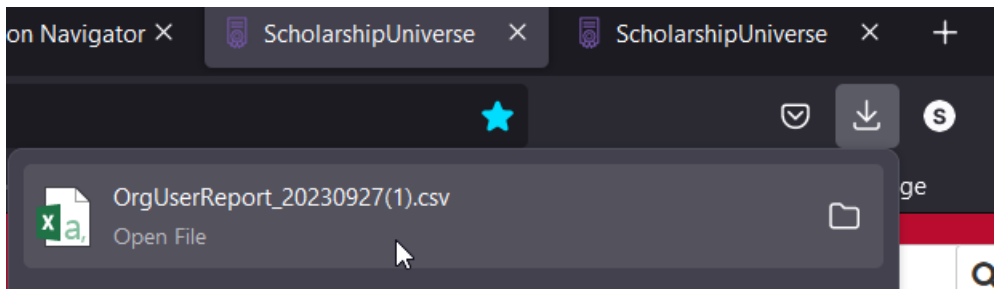 on Navigator
ScholarshipUniverse
ScholarshipUniverse
S
ge
OrgUserReport_20230927(1).csv
X a,
Open File